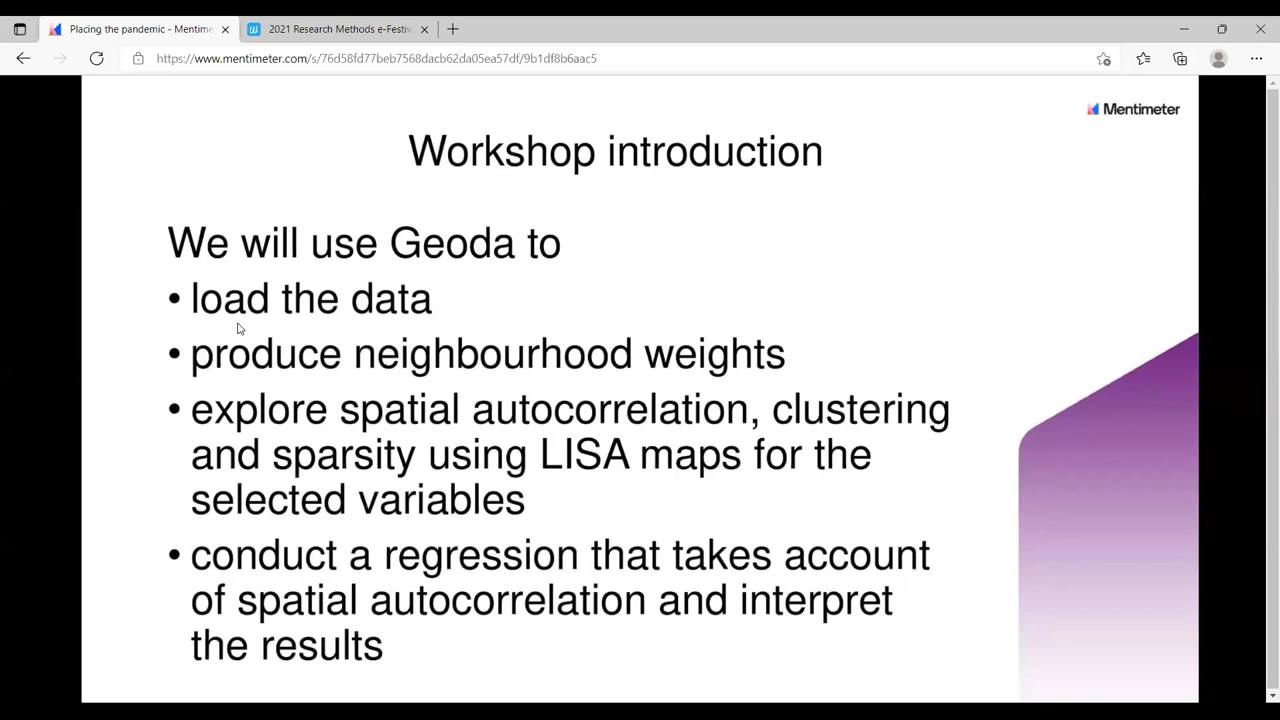 Placing the pandemic - Mentime
2021 Research Methods e-Festiv
https://www.mentimeter.com/s/76d58fd77beb7568dacb62da05ea57df/9b1df8b6aac5
Mentimeter
Workshop introduction
We will use Geoda to
• load the data
• produce neighbourhood weights
• explore spatial autocorrelation, clustering
and sparsity using LISA maps for the
selected variables
• conduct a regression that takes account
of spatial autocorrelation and interpret
the results